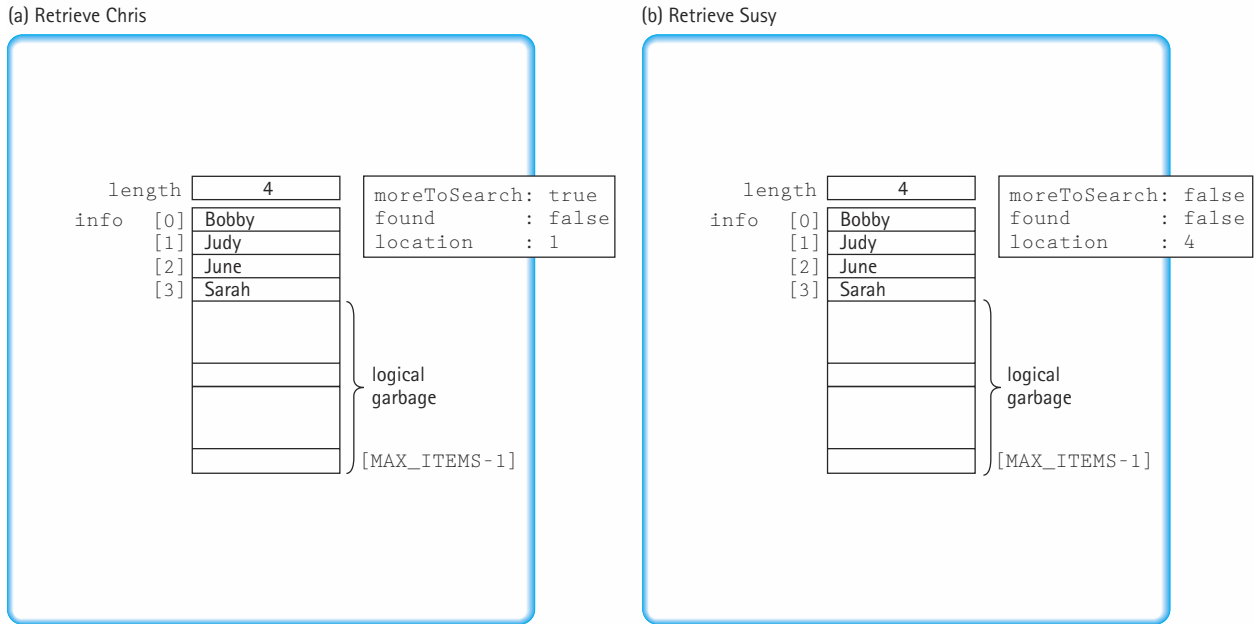 (a) Retrieve Chris
length 4
info [0] Bobby
[1] Judy
[2] June
[3] Sarah
moreToSearch: true
found : false
location : 1
logical
garbage
[MAX_ITEMS-1]
(b) Retrieve Susy
length 4
info [0] Bobby
[1] Judy
[2] June
[3] Sarah
moreToSearch: false
found : false
location : 4
logical
garbage
[MAX_ITEMS-1]